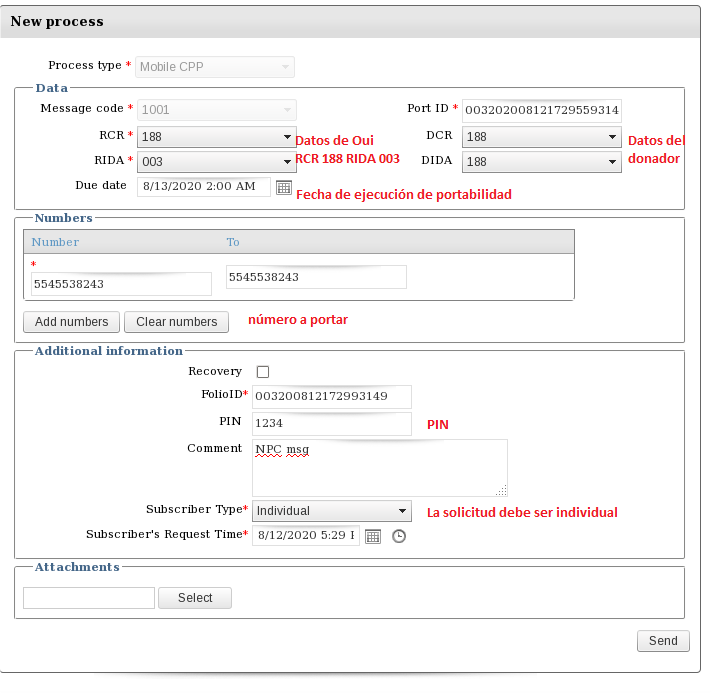 New process
Process type * Mobile CPP
Data
Message code * 1001 Port ID * 003202008121729559314
RCR * 188 DCR 188
RIDA * 003 DIDA 188
Datos de Oui
RCR 188 RIDA 003
Datos del
donador
Due date 8/13/2020 2:00 AM Fecha de ejecución de portabilidad
Numbers
Number To
*
5545538243 5545538243
Add numbers Clear numbers número a portar
Additional information
Recovery
FolioID* 003200812172993149
PIN 1234 PIN
Comment NPC msg
Subscriber Type* Individual La solicitud debe ser individual
Subscriber's Request Time* 8/12/2020 5:29
Attachments
Select
Send